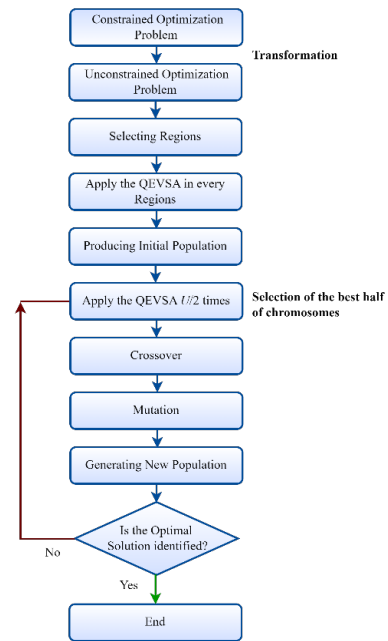 Constrained Optimization
Problem
Transformation
Unconstrained Optimization
Problem
Selecting Regions
Apply the QEVSA in every
Regions
Producing Initial Population
Apply the QEVSA U/2 times
Selection of the best half
of chromosomes
Crossover
Mutation
Generating New Population
Is the Optimal
Solution identified?
No
Yes
End